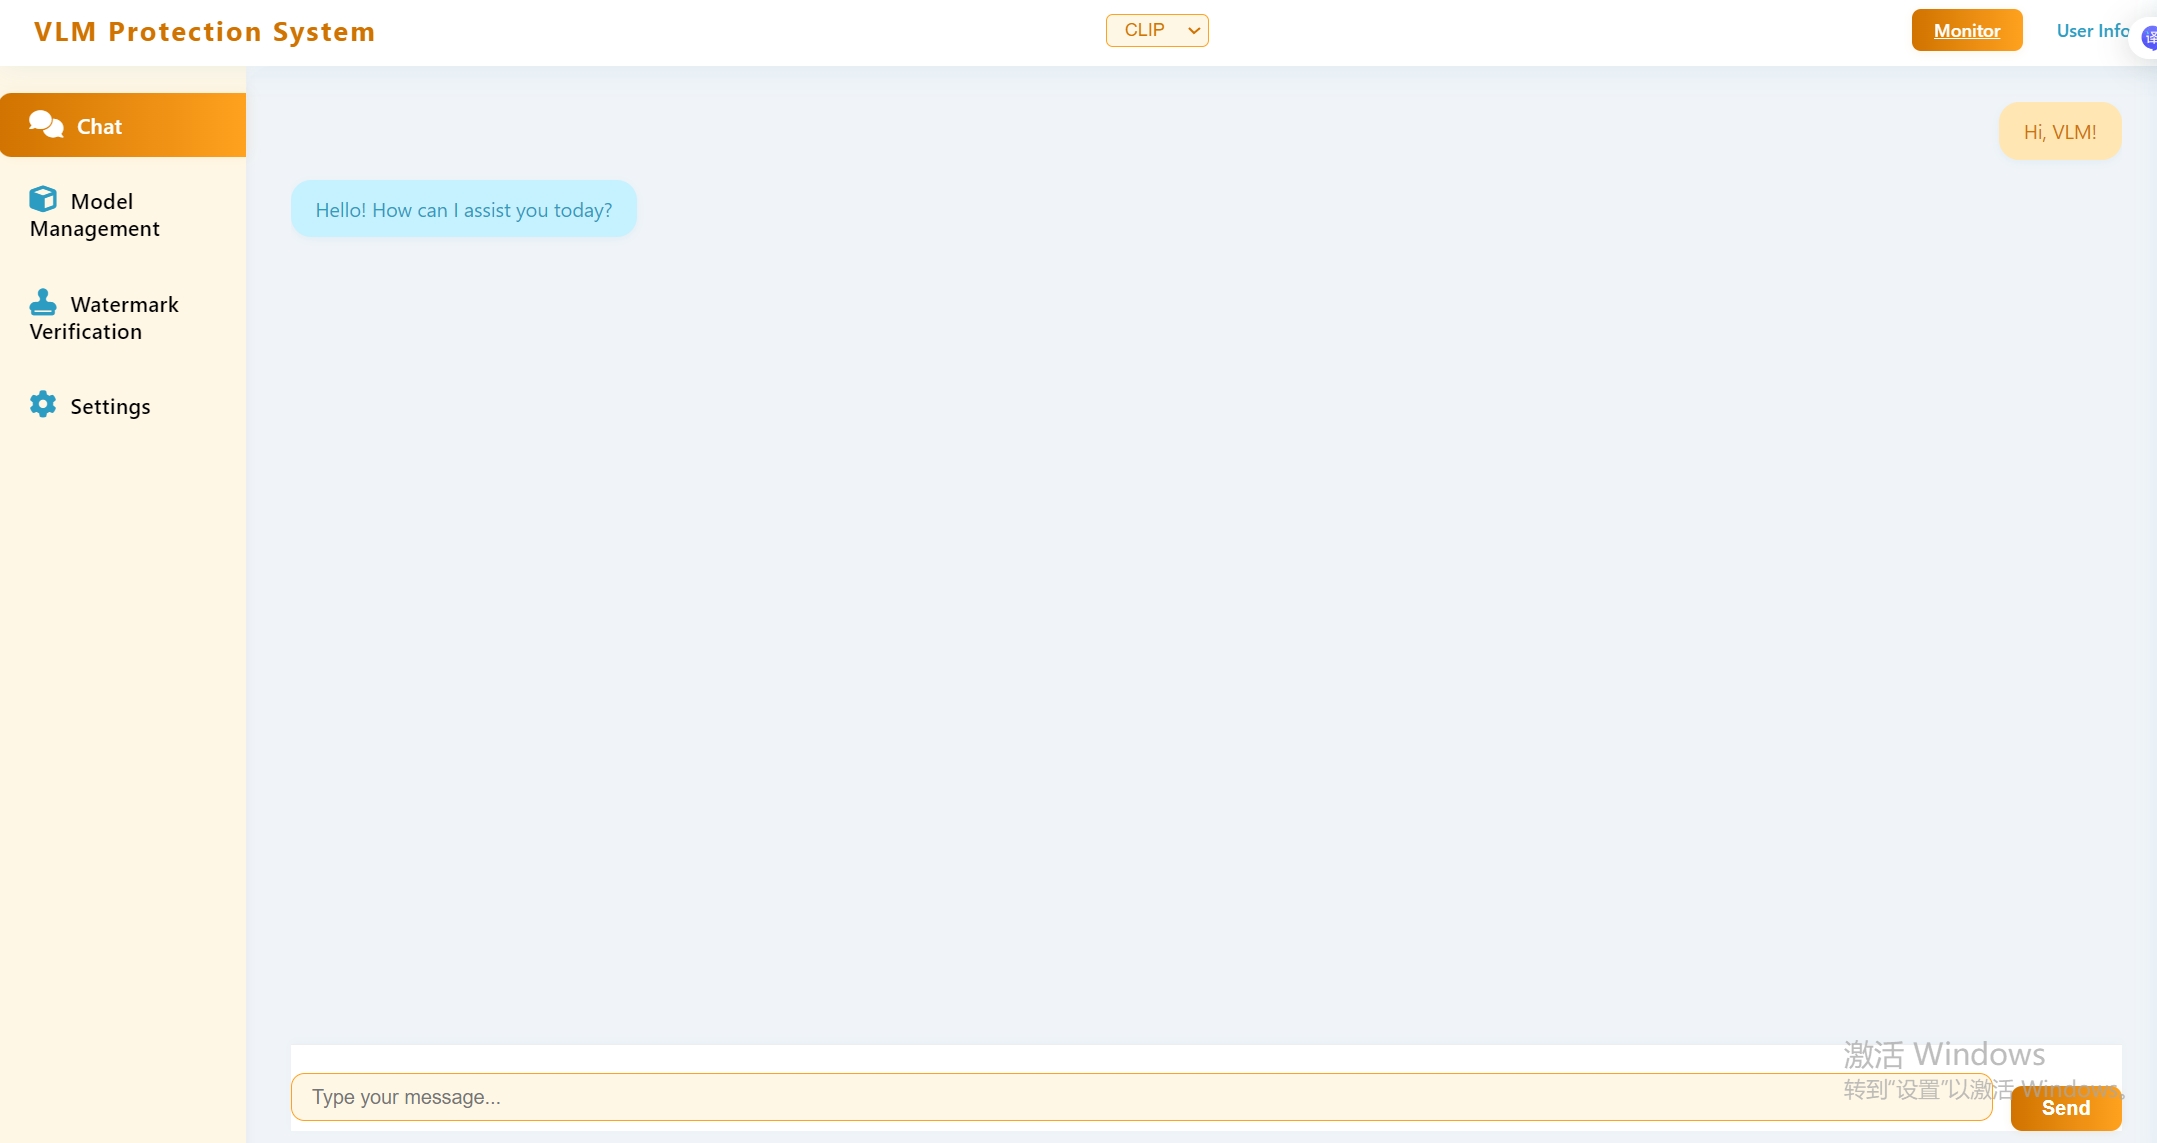 VLM Protection System
CLIP
Monitor
User Info
译
Chat
Hi, VLM!
Model
Management
Hello! How can I assist you today?
Watermark
Verification
Settings
激活 Windows
转到“设置”以激活 Windows。
Type your message...
Send